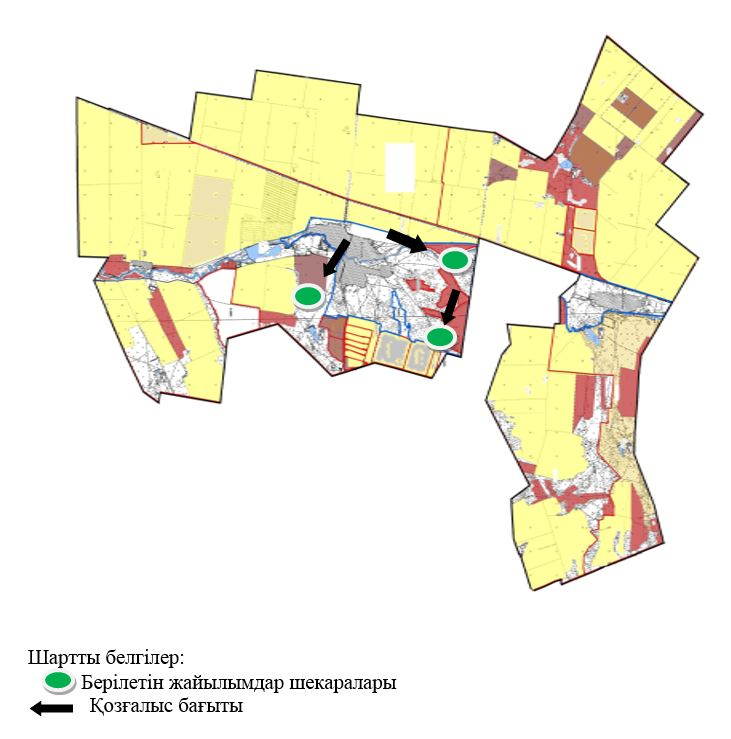 Шартты белгілер:
Берілетін жайылымдар шекаралары
Қозғалыс бағыты